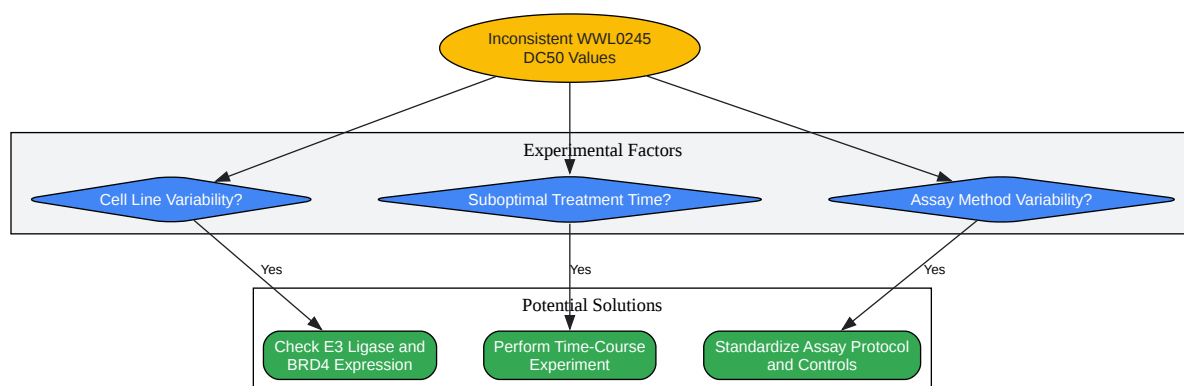 Inconsistent WWL0245
DC50 Values
Experimental Factors
Cell Line Variability?
Suboptimal Treatment Time?
Assay Method Variability?
Yes
Yes
Yes
Potential Solutions
Check E3 Ligase and
BRD4 Expression
Perform Time-Course
Experiment
Standardize Assay Protocol
and Controls